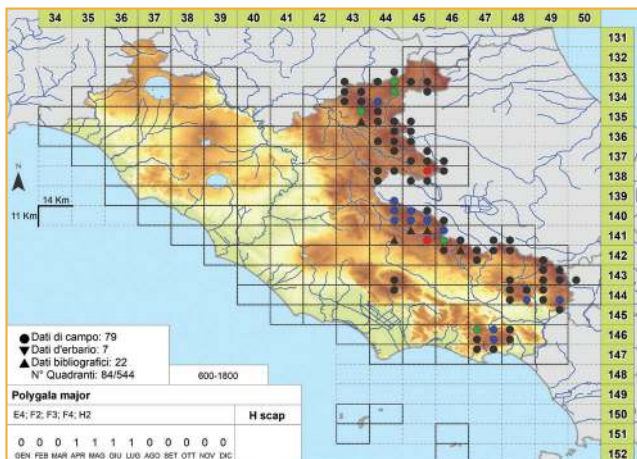 34 35 36 37 38 39 40 41 42 43 44 45 46 47 48 49 50
131
132
133
134
135
136
137
138
139
140
141
142
143
144
145
146
147
148
149
150
151
152
N
14 Km
11 Km
● Dati di campo: 79
▼ Dati d'erbario: 7
▲ Dati bibliografici: 22
N° Quadranti: 84/544
600-1800
Polygala major
E4; F2; F3; F4; H2
H scap
0 0 0 1 1 1 1 0 0 0 0 0
GEN FEB MAR APR MAG GIU LUG AGO SET OTT NOV DIC